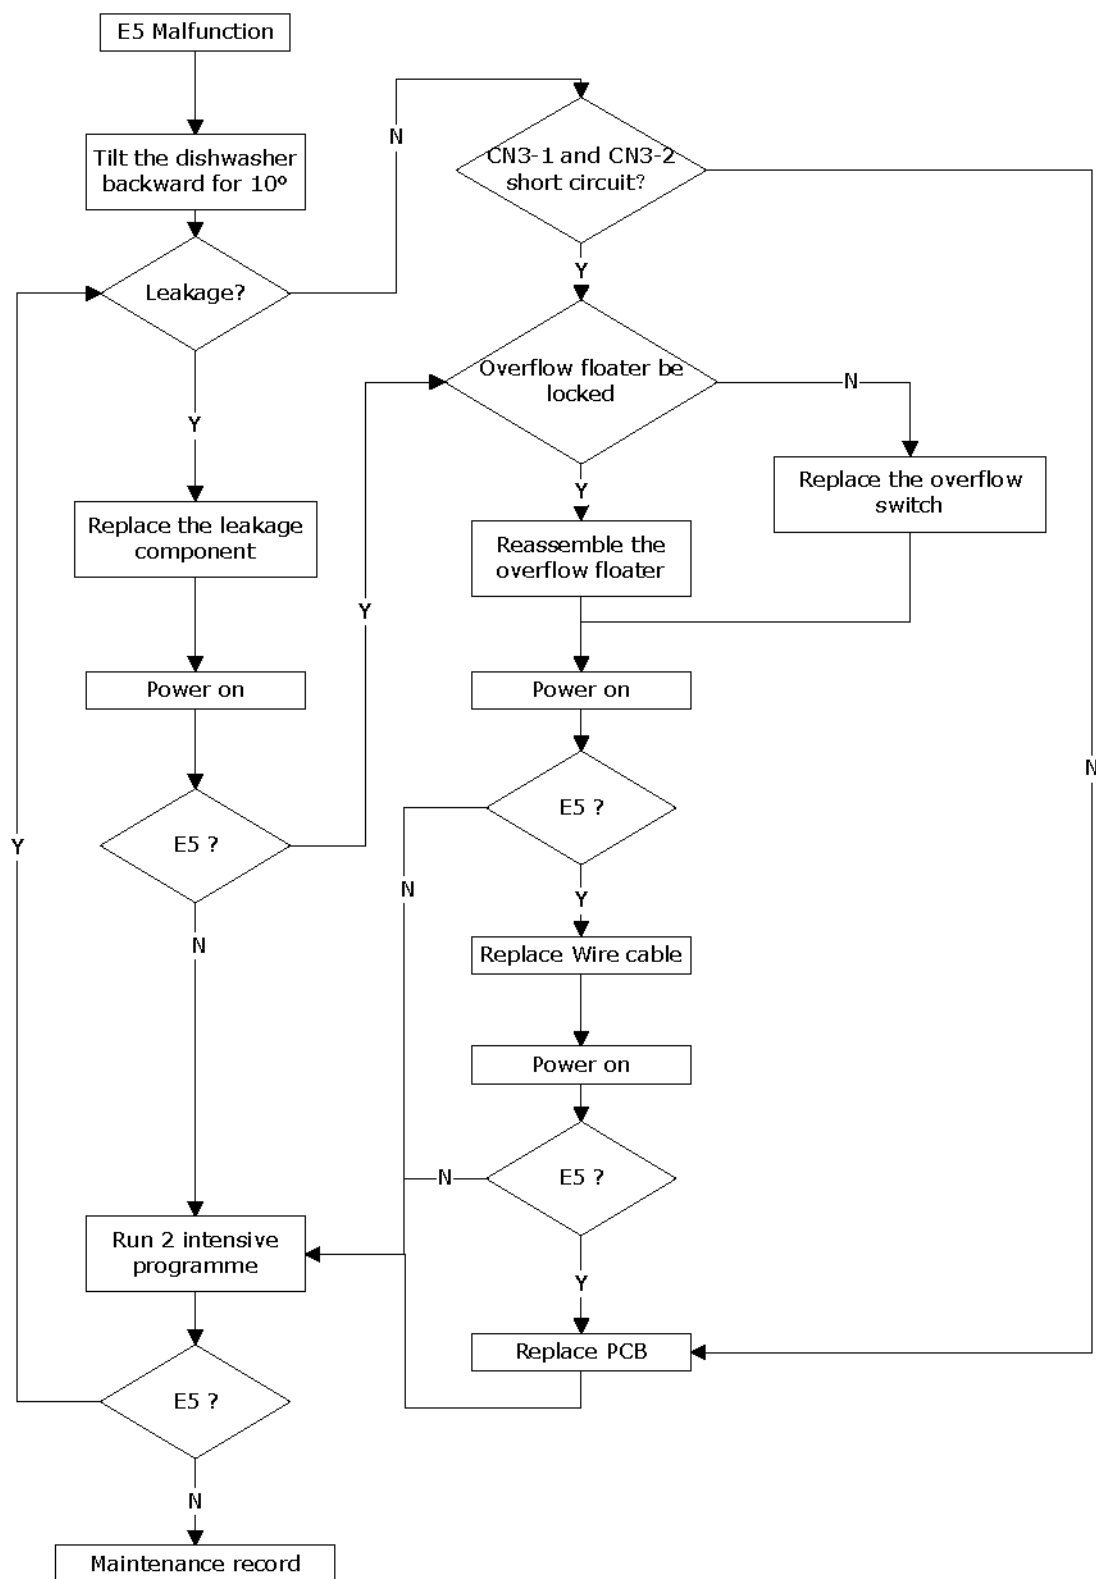 E5 Malfunction
Tilt the dishwasher
backward for 10º
Leakage?
Y
Replace the leakage
component
Power on
E5 ?
N
Run 2 intensive
programme
E5 ?
N
Maintenance record
Y
Y
N
CN3-1 and CN3-2
short circuit?
Y
Overflow floater be
locked
N
Replace the overflow
switch
Y
Reassemble the
overflow floater
Power on
E5 ?
N
Y
Replace Wire cable
Power on
E5 ?
N
Y
Replace PCB
N